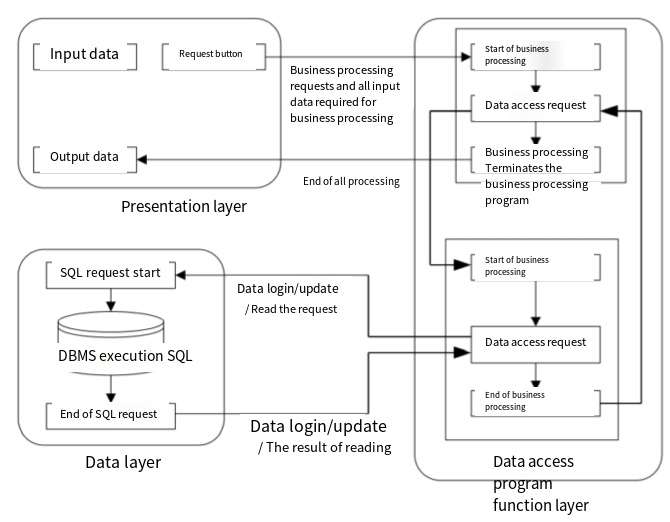 Input data
Request button
Business processing
requests and all input
data required for
business processing
Start of business
processing
Data access request
Business processing
Terminates the
business processing
program
Output data
End of all processing
Presentation layer
SQL request start
DBMS execution SQL
End of SQL request
Data layer
Data login/update
/ Read the request
Data login/update
/ The result of reading
Start of business
processing
Data access request
End of business
processing
Data access
program
function layer